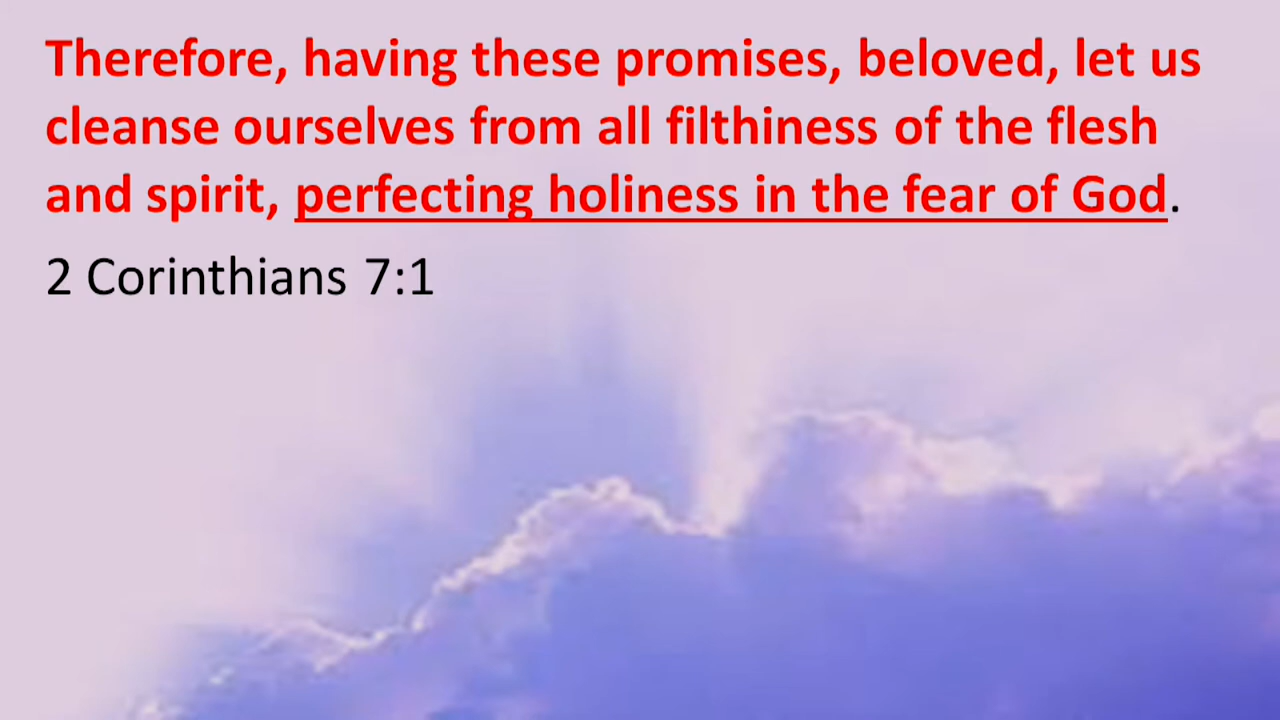 Therefore, having these promises, beloved, let us
cleanse ourselves from all filthiness of the flesh
and spirit, perfecting holiness in the fear of God.
2 Corinthians 7:1